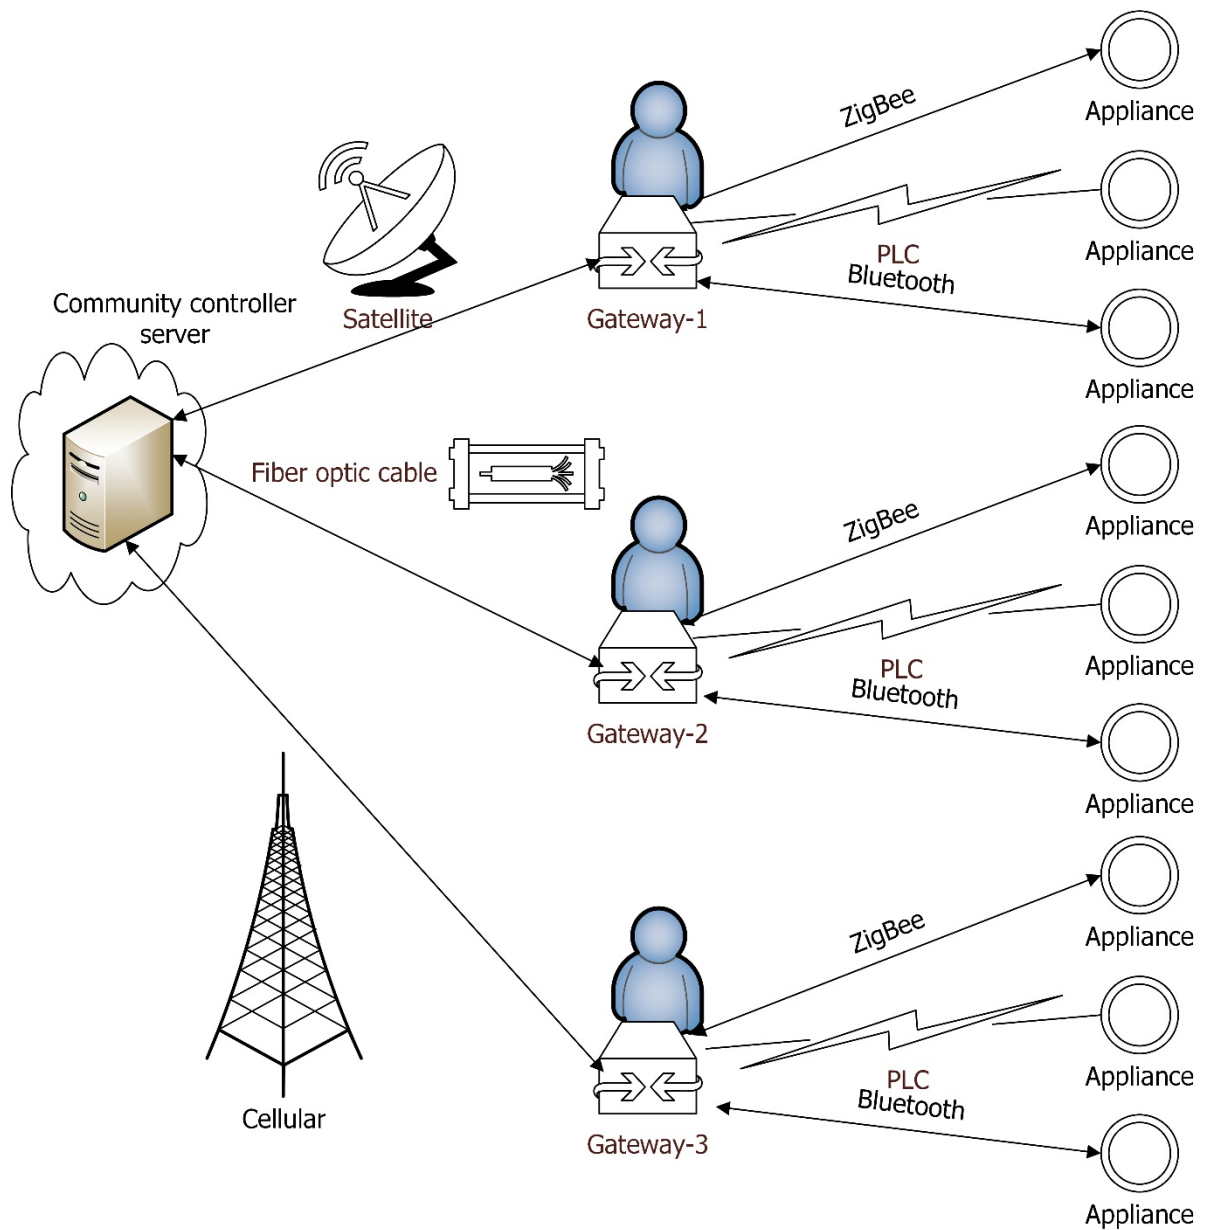 ZigBee
Appliance
Appliance
PLC
Bluetooth
Community controller
server
Satellite
Gateway-1
Appliance
Fiber optic cable
ZigBee
Appliance
Appliance
PLC
Bluetooth
Gateway-2
Appliance
ZigBee
Appliance
Appliance
PLC
Bluetooth
Cellular
Gateway-3
Appliance